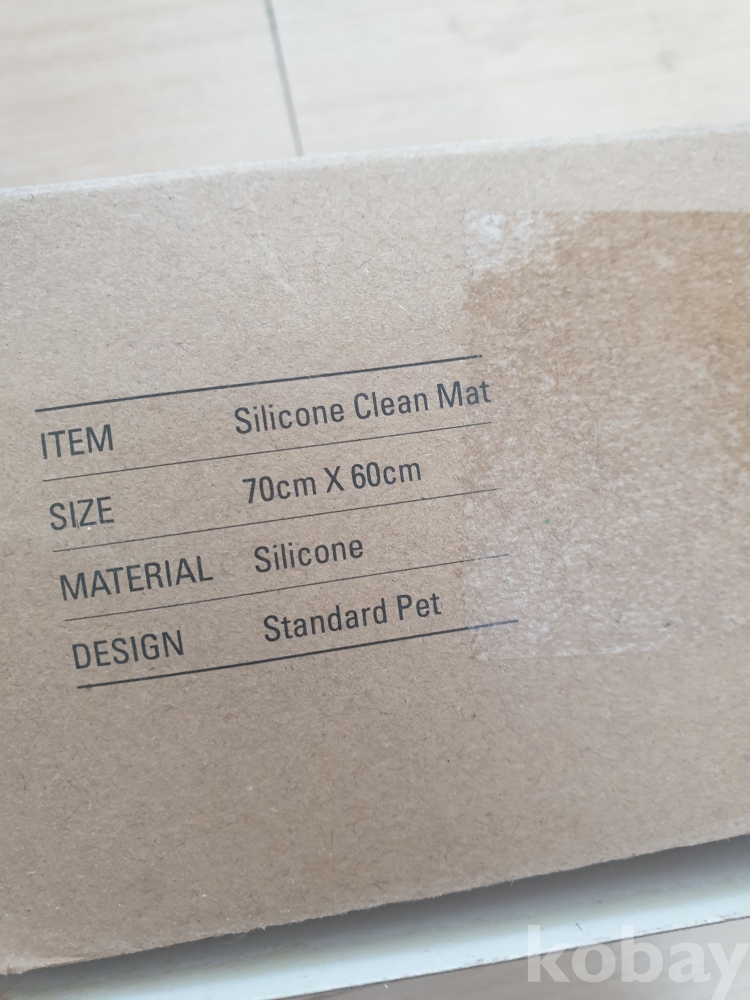 ITEM Silicone Clean Mat
SIZE 70cm X 60cm
MATERIAL Silicone
DESIGN Standard Pet
kobay